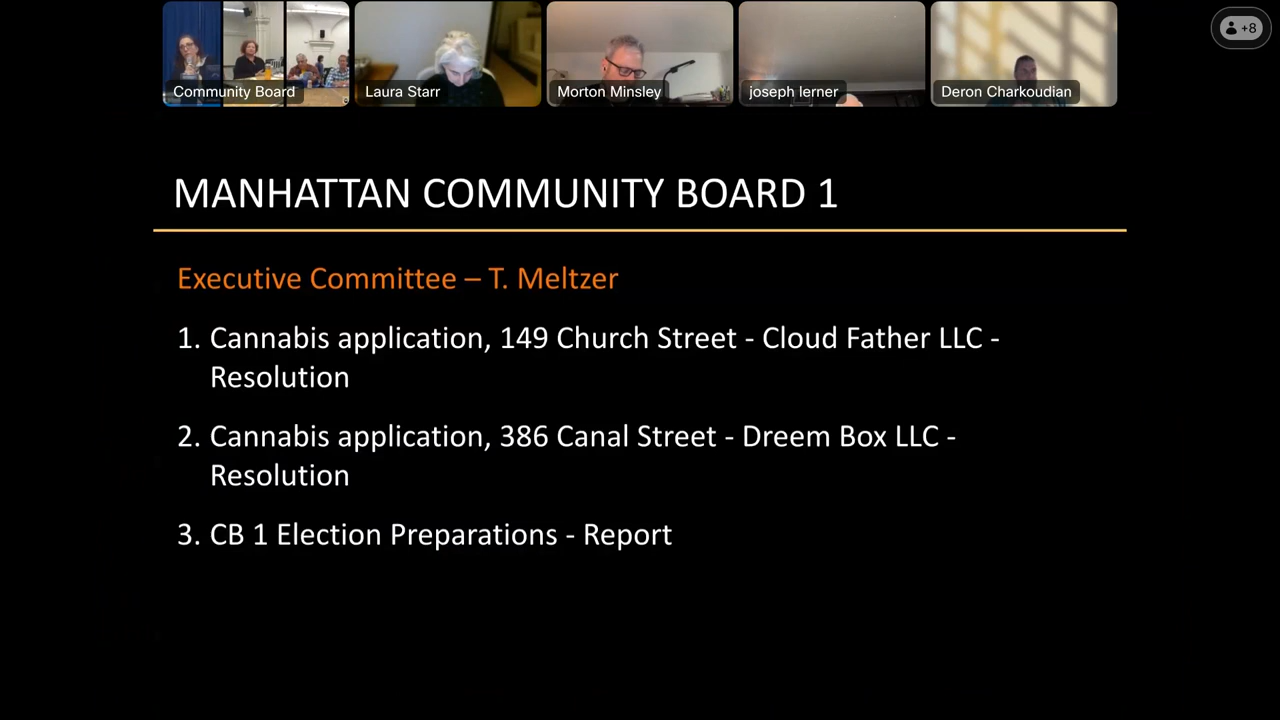 Community Board
Laura Starr
Morton Minsley
joseph lerner
Deron Charkoudian
+8
MANHATTAN COMMUNITY BOARD 1
Executive Committee – T. Meltzer
1. Cannabis application, 149 Church Street - Cloud Father LLC -
Resolution
2. Cannabis application, 386 Canal Street - Dreem Box LLC -
Resolution
3. CB 1 Election Preparations - Report